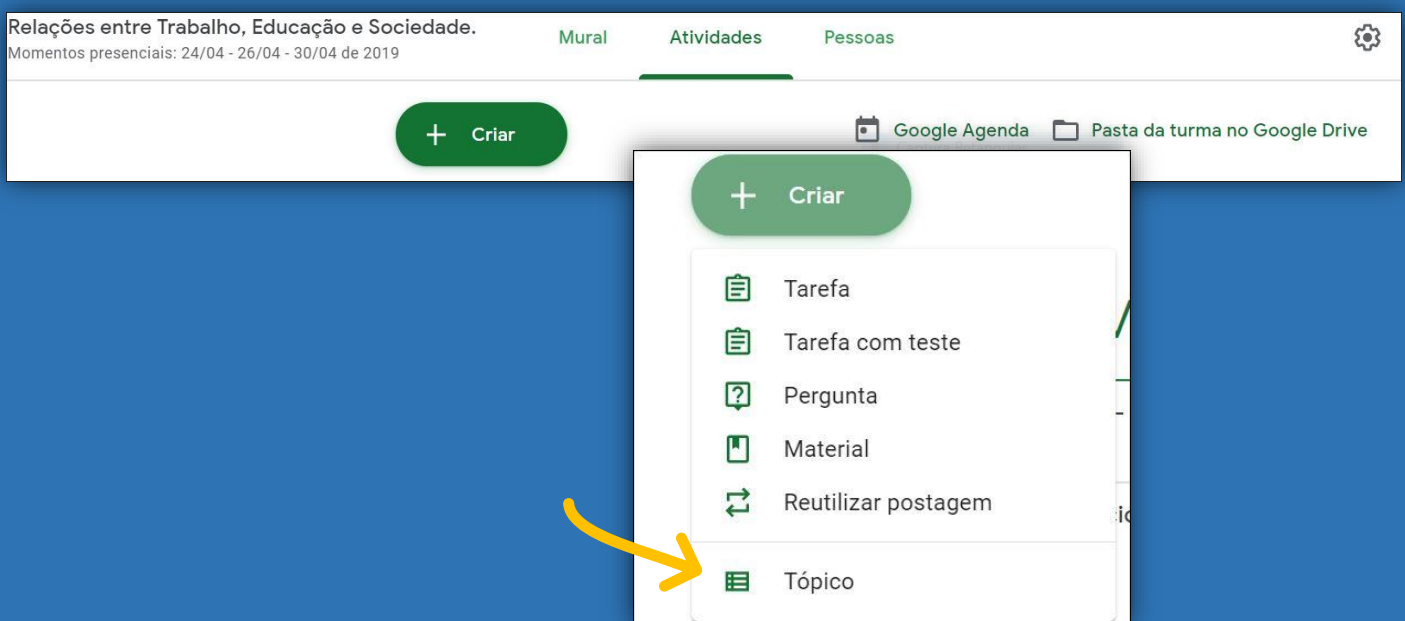 Relações entre Trabalho, Educação e Sociedade.
Momentos presenciais: 24/04 - 26/04 - 30/04 de 2019
Mural
Atividades
Pessoas
Criar
Google Agenda
Pasta da turma no Google Drive
Criar
Tarefa
Tarefa com teste
Pergunta
Material
Reutilizar postagem
Tópico